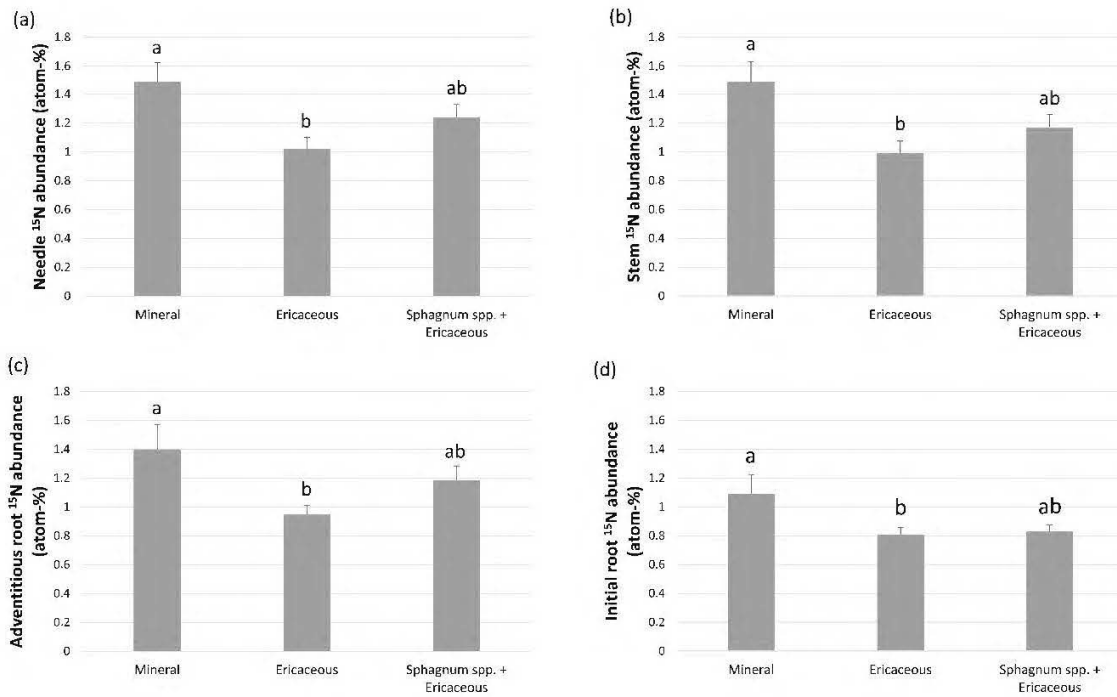 (a)
Needle ¹⁵N abundance (atom-%)
1.8
1.6
1.4
1.2
1
0.8
0.6
0.4
0.2
0
a
b
ab
Mineral
Ericaceous
Sphagnum spp. +
Ericaceous
(b)
Stem ¹⁵N abundance (atom-%)
1.8
1.6
1.4
1.2
1
0.8
0.6
0.4
0.2
0
a
b
ab
Mineral
Ericaceous
Sphagnum spp. +
Ericaceous
(c)
Adventitious root ¹⁵N abundance
(atom-%)
1.8
1.6
1.4
1.2
1
0.8
0.6
0.4
0.2
0
a
b
ab
Mineral
Ericaceous
Sphagnum spp. +
Ericaceous
(d)
Initial root ¹⁵N abundance
(atom-%)
1.8
1.6
1.4
1.2
1
0.8
0.6
0.4
0.2
0
a
b
ab
Mineral
Ericaceous
Sphagnum spp. +
Ericaceous